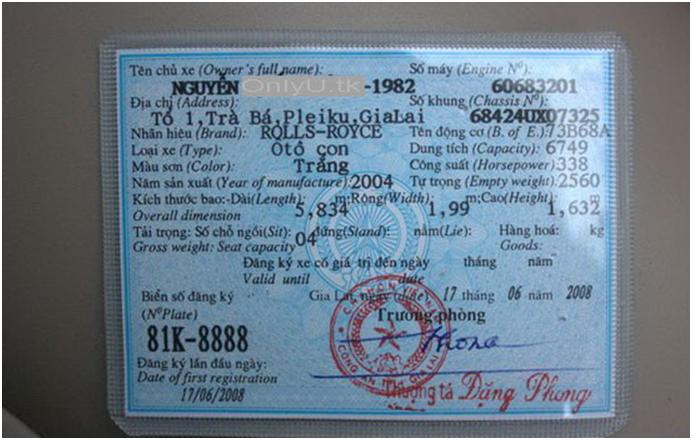 Tên chủ xe (Owner's full name): Số máy (Engine Nº):
NGUYỄN OnlyU.tk -1982 60683201
Địa chỉ (Address): Số khung (Chassis Nº):
Tổ 1,Trà Bá,Pleiku,GiaLai 68424UX07325
Nhãn hiệu (Brand): ROLLS-ROYCE Tên động cơ (B. of E.):73B68A
Loại xe (Type): Otô con Dung tích (Capacity): 6749
Màu sơn (Color): Trắng Công suất (Horsepower):338
Năm sản xuất (Year of manufacture):2004 Tự trọng (Empty weight):2560
Kích thước bao:-Dài(Length): m;Rộng(Width): m;Cao(Height): m
Overall dimension 5,834 1,99 1,632
Tải trọng: Số chỗ ngồi(Sit): đứng(Stand): nằm(Lie): Hàng hoá: kg
Gross weight: Seat capacity 04 Goods:
Đăng ký xe có giá trị đến ngày tháng năm
Valid until date
Biển số đăng ký Gia Lai, ngày (date) 17 tháng 06 năm 2008
(NºPlate) Trưởng phòng
81K-8888
Đăng ký lần đầu ngày:
Date of first registration Thượng tá Đặng Phong
17/06/2008